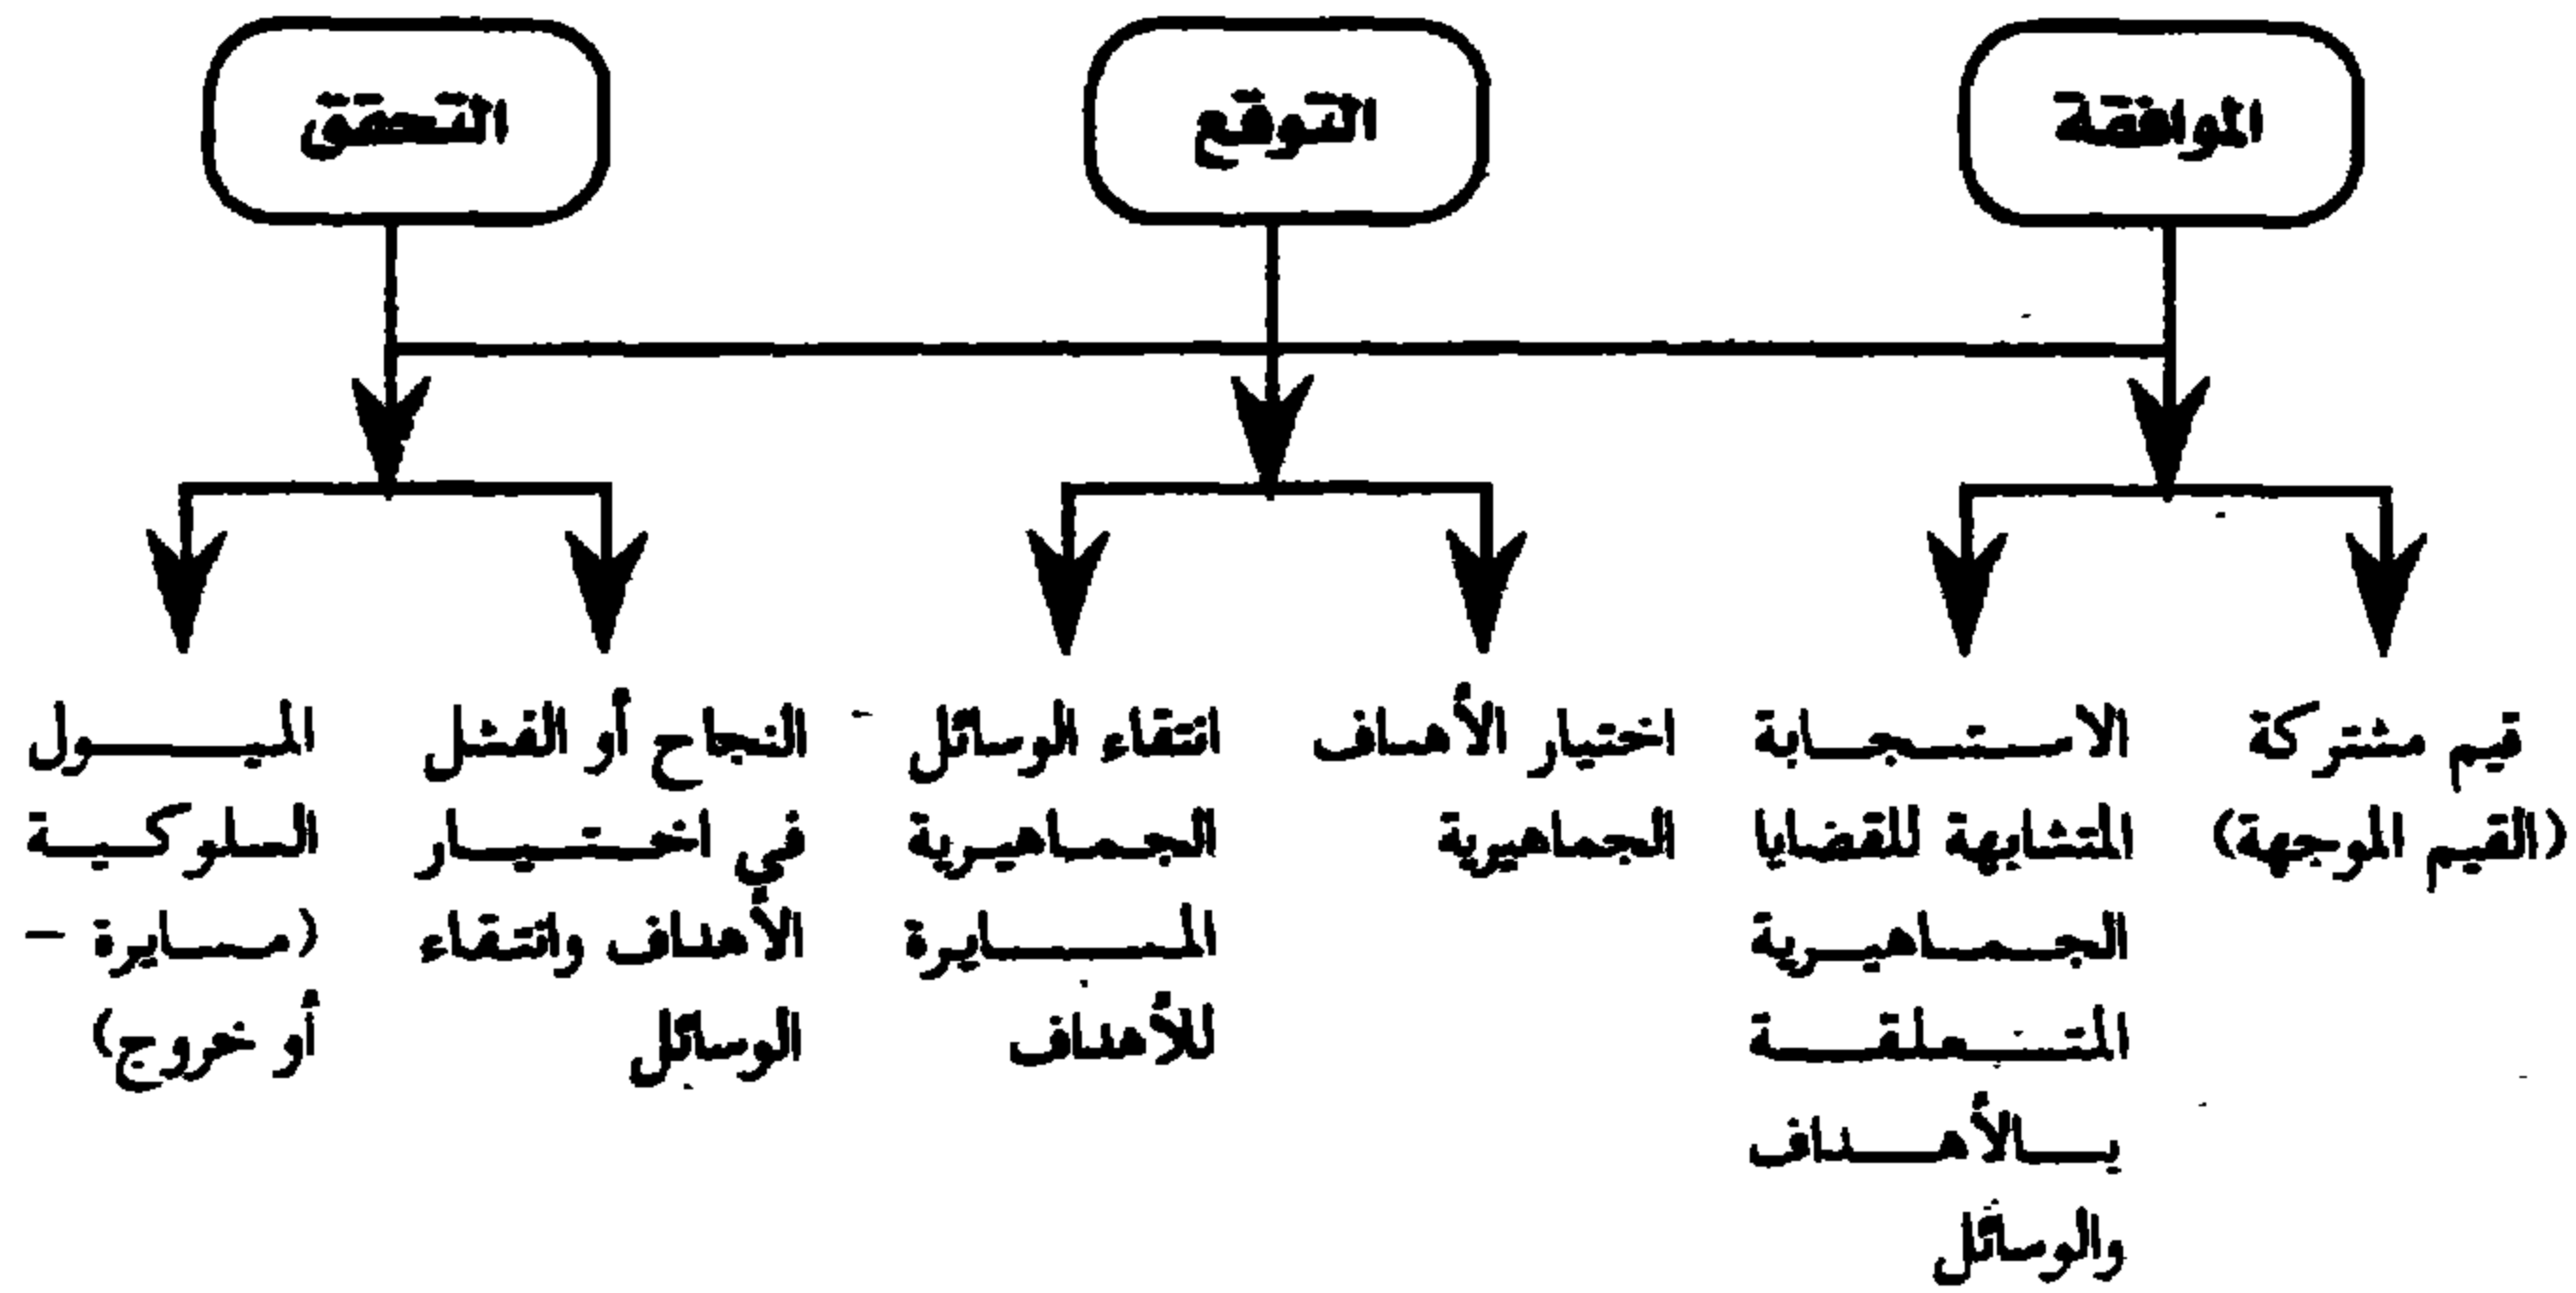 الموافقة
التوقع
التحقق
قيم مشتركة
(القيم الموجهة)
الاستجابة
المتشابهة للقضايا
الجماهيرية
المتعلقة
بالأهداف
والوسائل
اختيار الأهداف
الجماهيرية
انتقاء الوسائل
الجماهيرية
المسايرة
للأهداف
النجاح أو الفشل
في اختيار
الأهداف وانتقاء
الوسائل
الميول
السلوكية
(مسايرة -
أو خروج)